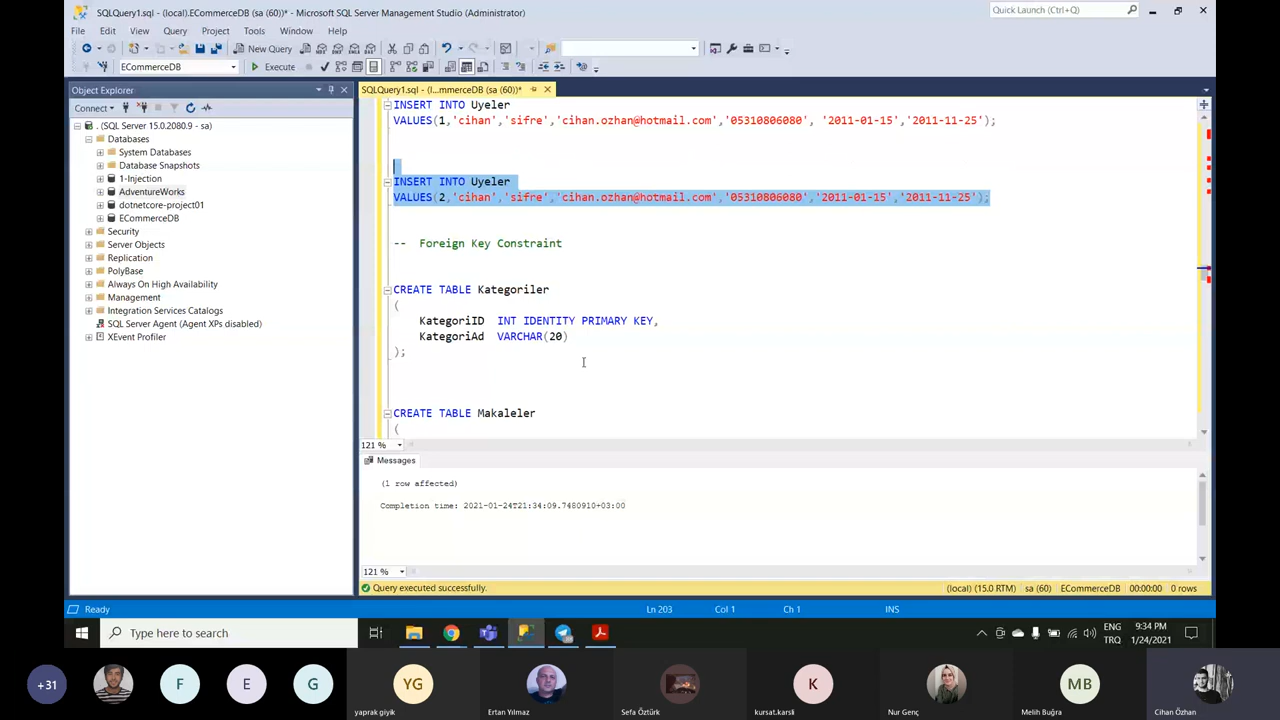 SQLQuery1.sql - (local).ECommerceDB (sa (60))* - Microsoft SQL Server Management Studio (Administrator)
Quick Launch (Ctrl+Q)
File Edit View Query Project Tools Window Help
New Query
ECommerceDB
Execute
Object Explorer
SQLQuery1.sql - (l...mmerceDB (sa (60))*
Connect
. (SQL Server 15.0.2080.9 - sa)
Databases
System Databases
Database Snapshots
1-Injection
AdventureWorks
dotnetcore-project01
ECommerceDB
Security
Server Objects
Replication
PolyBase
Always On High Availability
Management
Integration Services Catalogs
SQL Server Agent (Agent XPs disabled)
XEvent Profiler
INSERT INTO Uyeler
VALUES(1,'cihan','sifre','cihan.ozhan@hotmail.com','05310806080', '2011-01-15','2011-11-25');
INSERT INTO Uyeler
VALUES(2,'cihan','sifre','cihan.ozhan@hotmail.com','05310806080','2011-01-15','2011-11-25');
-- Foreign Key Constraint
CREATE TABLE Kategoriler
(
KategoriID INT IDENTITY PRIMARY KEY,
KategoriAd VARCHAR(20)
);
CREATE TABLE Makaleler
(
121 %
Messages
(1 row affected)
Completion time: 2021-01-24T21:34:09.7480910+03:00
121 %
Query executed successfully.
(local) (15.0 RTM) sa (60) ECommerceDB 00:00:00 0 rows
Ready
Ln 203
Col 1
Ch 1
INS
Type here to search
ENG
TRQ
9:34 PM
1/24/2021
+31
F
E
G
YG
yaprak giyik
Ertan Yılmaz
Sefa Öztürk
K
kursat.karsli
Nur Genç
MB
Melih Buğra
Cihan Özhan